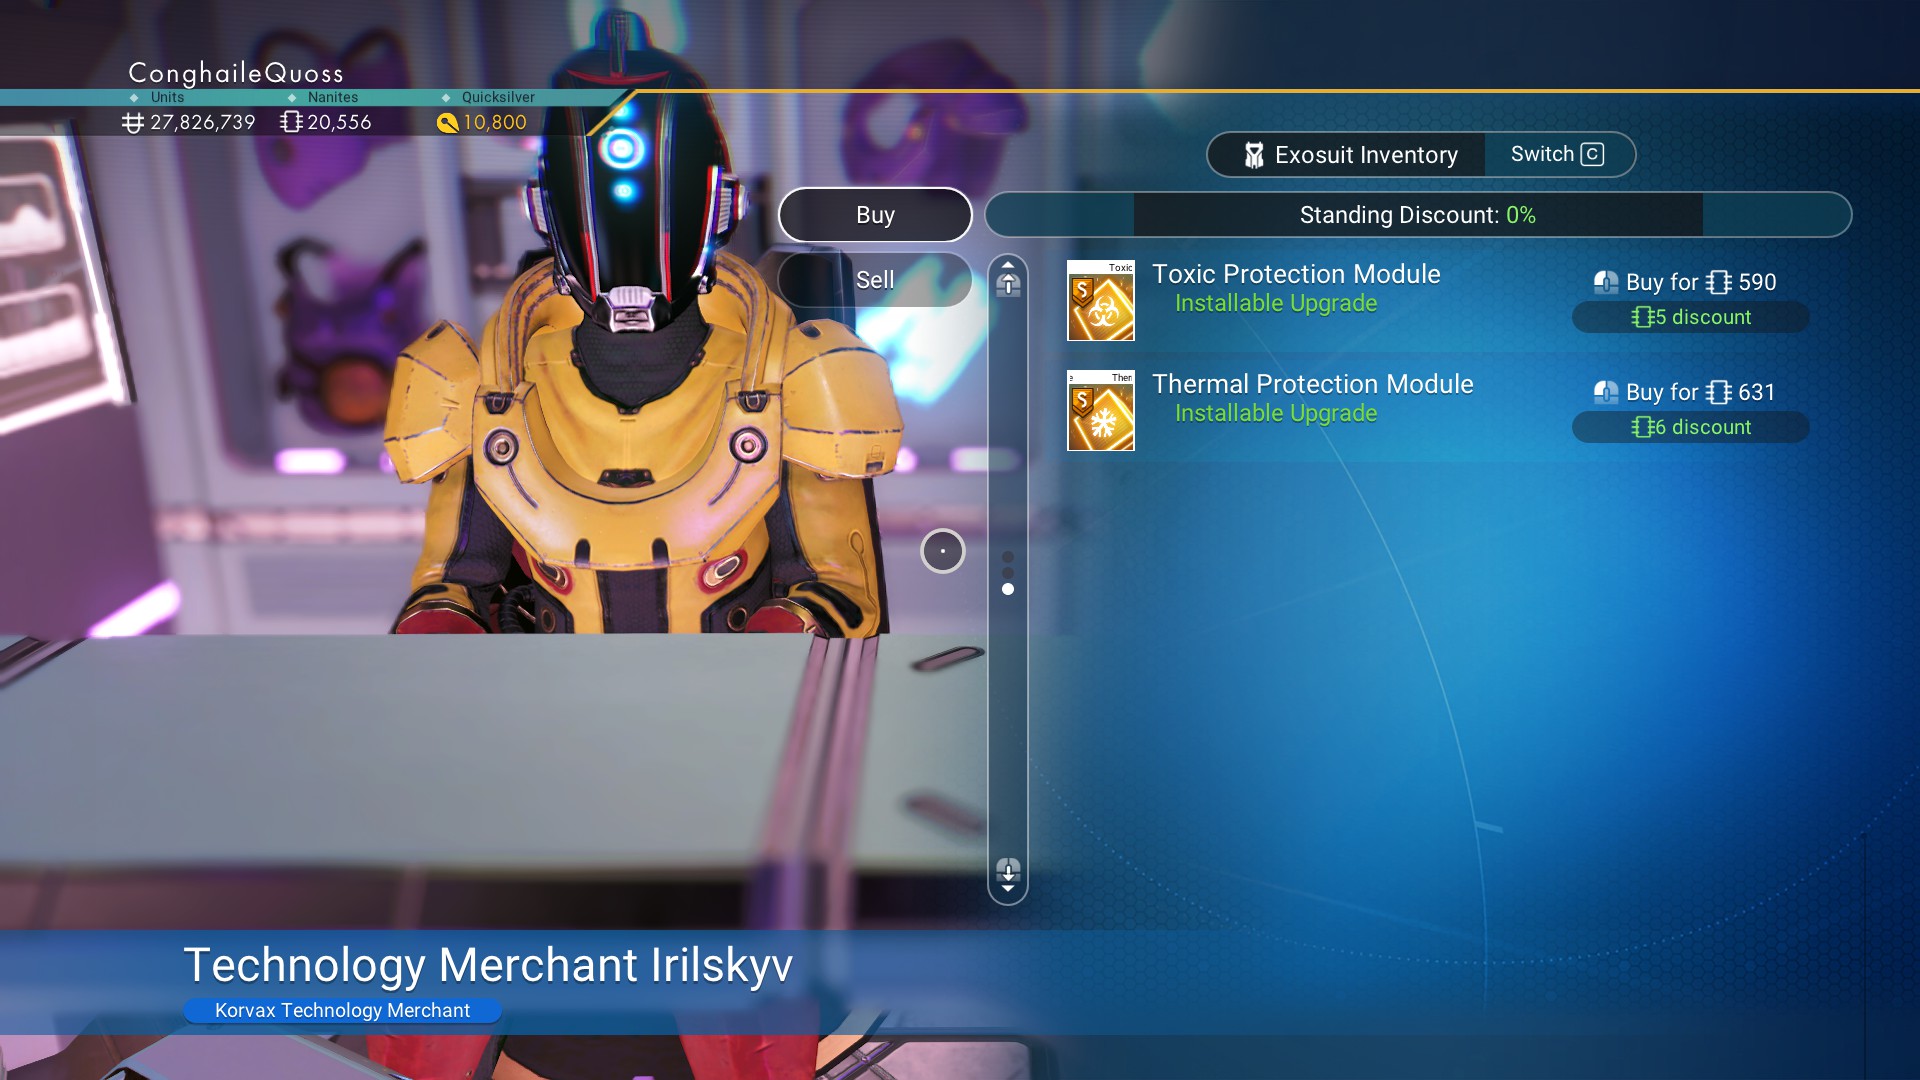 ConghaileQuoss
Units Nanites Quicksilver
27,826,739 20,556 10,800
Exosuit Inventory Switch C
Buy
Standing Discount: 0%
Sell
Toxic
S
Toxic Protection Module
Installable Upgrade
Buy for 590
5 discount
e Ther
S
Thermal Protection Module
Installable Upgrade
Buy for 631
6 discount
Technology Merchant Irilskyv
Korvax Technology Merchant